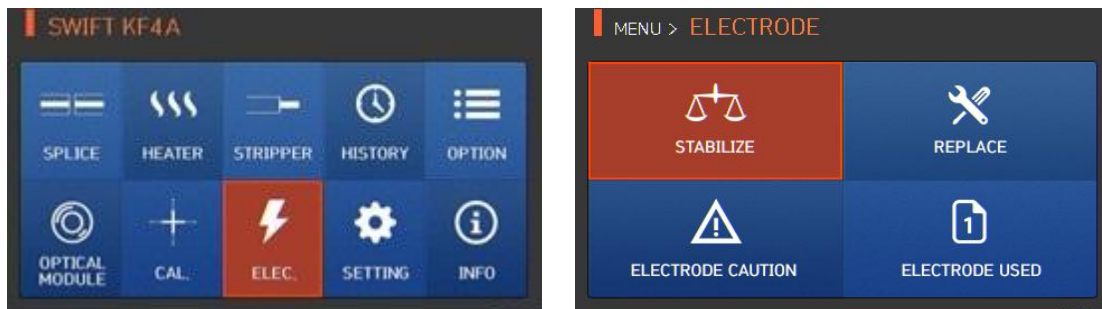 SWIFT KF4A
SPLICE HEATER STRIPPER HISTORY OPTION
OPTICAL
MODULE CAL. ELEC. SETTING INFO
MENU > ELECTRODE
STABILIZE REPLACE
1
ELECTRODE CAUTION ELECTRODE USED